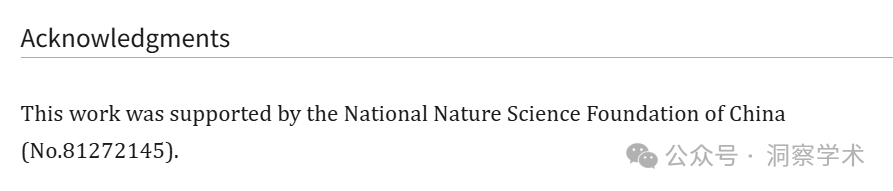 Acknowledgments
This work was supported by the National Nature Science Foundation of China
(No.81272145).
公众号 · 洞察学术